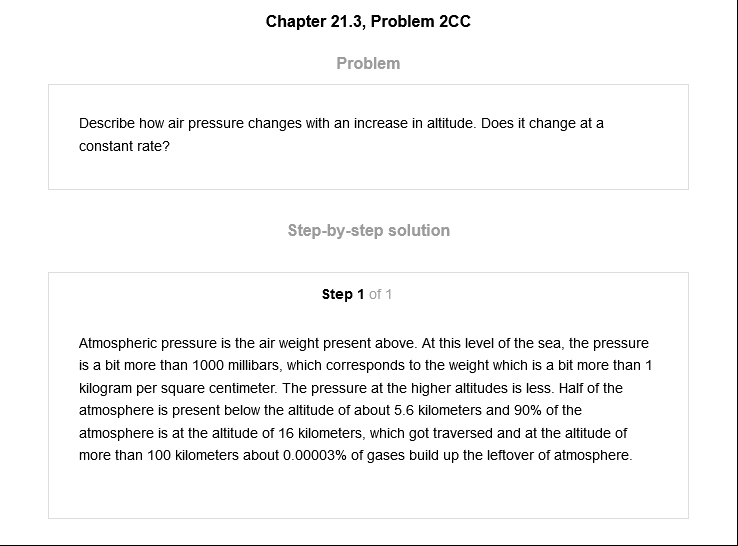 Chapter 21.3, Problem 2CC
Problem
Describe how air pressure changes with an increase in altitude. Does it change at a
constant rate?
Step-by-step solution
Step 1 of 1
Atmospheric pressure is the air weight present above. At this level of the sea, the pressure
is a bit more than 1000 millibars, which corresponds to the weight which is a bit more than 1
kilogram per square centimeter. The pressure at the higher altitudes is less. Half of the
atmosphere is present below the altitude of about 5.6 kilometers and 90% of the
atmosphere is at the altitude of 16 kilometers, which got traversed and at the altitude of
more than 100 kilometers about 0.00003% of gases build up the leftover of atmosphere.